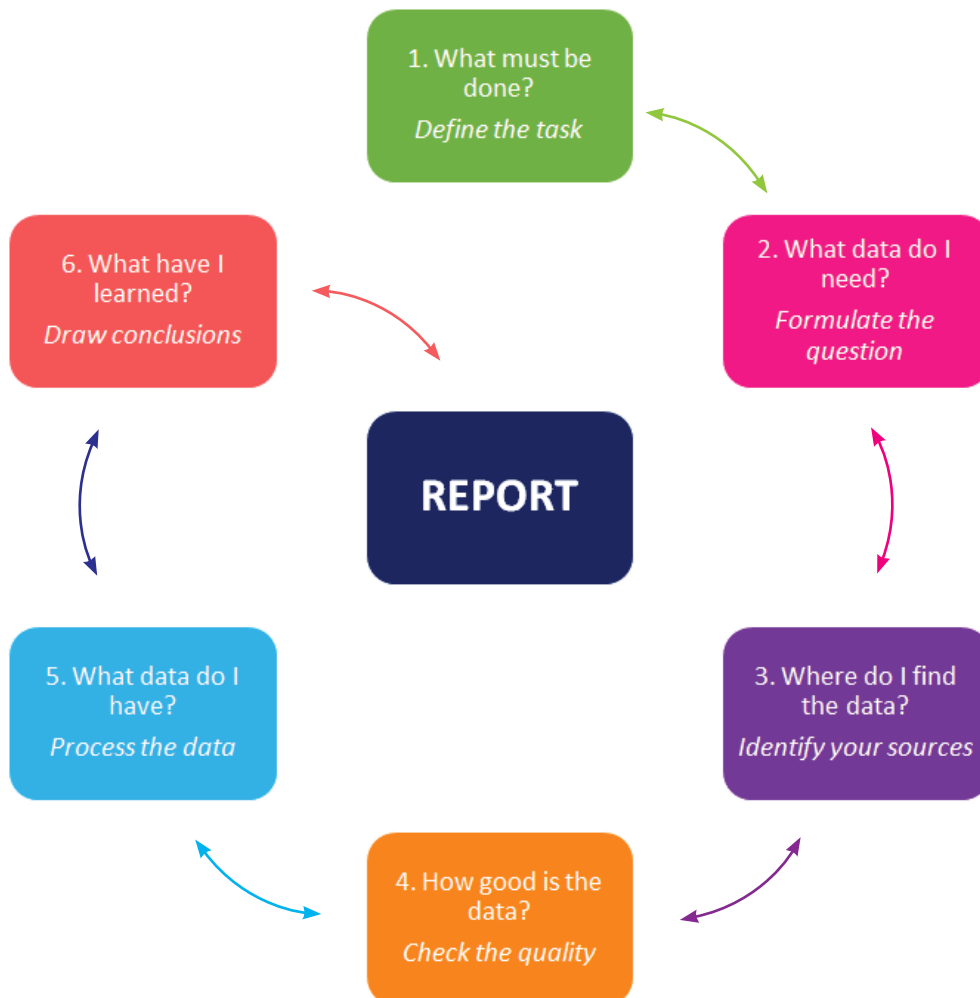 1. What must be
done?
Define the task
2. What data do I
need?
Formulate the
question
3. Where do I find
the data?
Identify your sources
4. How good is the
data?
Check the quality
5. What data do I
have?
Process the data
6. What have I
learned?
Draw conclusions
REPORT